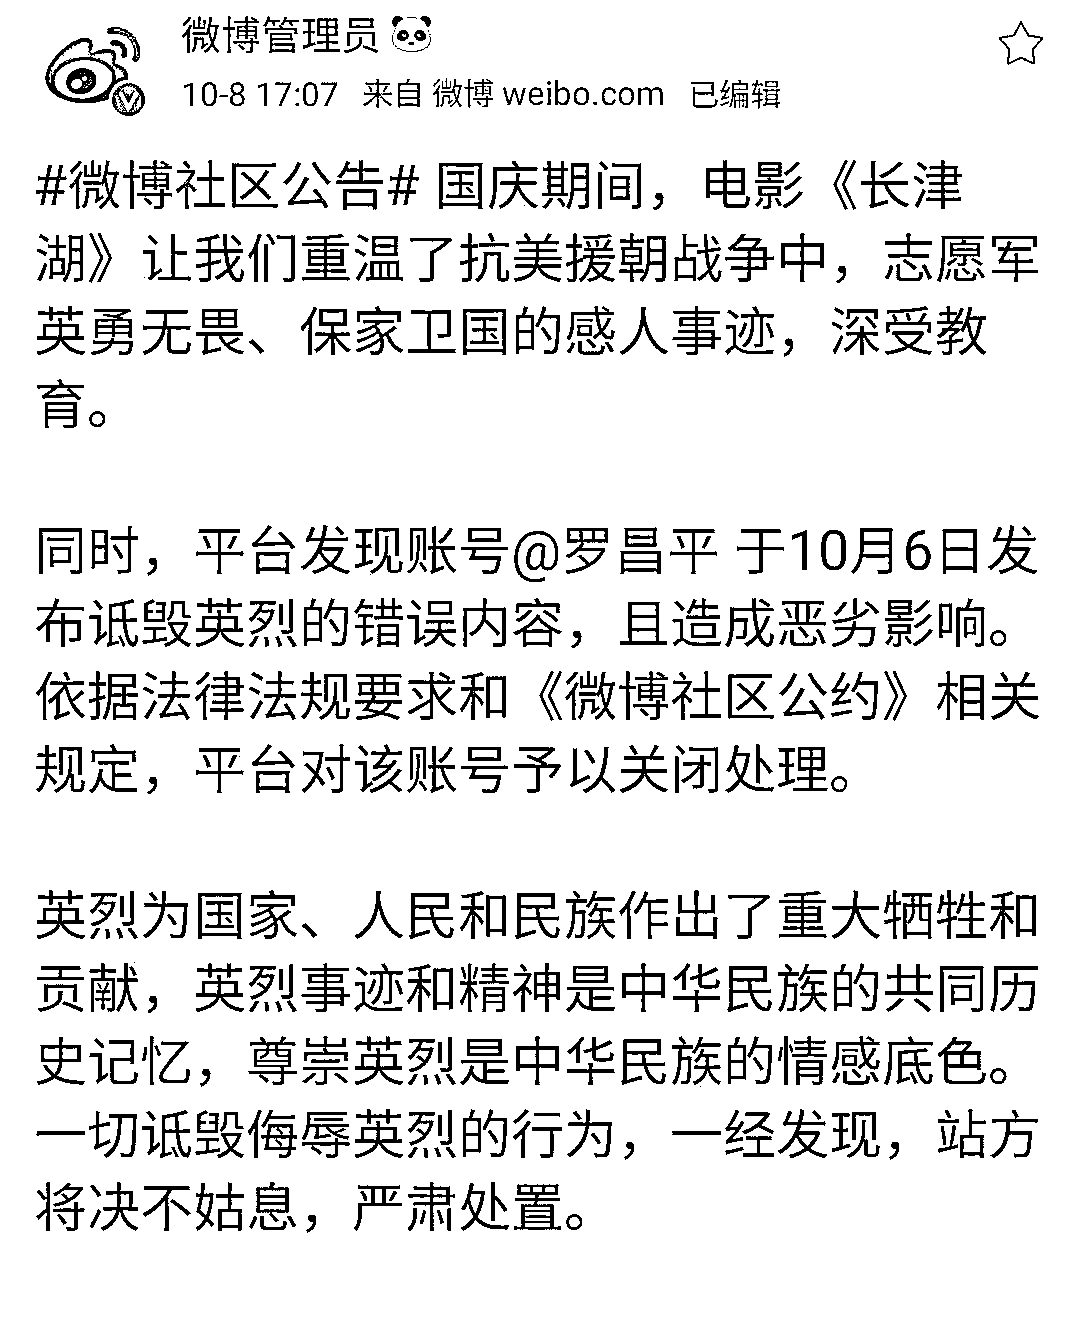 微博管理员
10-8 17:07 来自 微博 weibo.com 已编辑
#微博社区公告# 国庆期间，电影《长津
湖》让我们重温了抗美援朝战争中，志愿军
英勇无畏、保家卫国的感人事迹，深受教
育。
同时，平台发现账号@罗昌平 于10月6日发
布诋毁英烈的错误内容，且造成恶劣影响。
依据法律法规要求和《微博社区公约》相关
规定，平台对该账号予以关闭处理。
英烈为国家、人民和民族作出了重大牺牲和
贡献，英烈事迹和精神是中华民族的共同历
史记忆，尊崇英烈是中华民族的情感底色。
一切诋毁侮辱英烈的行为，一经发现，站方
将决不姑息，严肃处置。